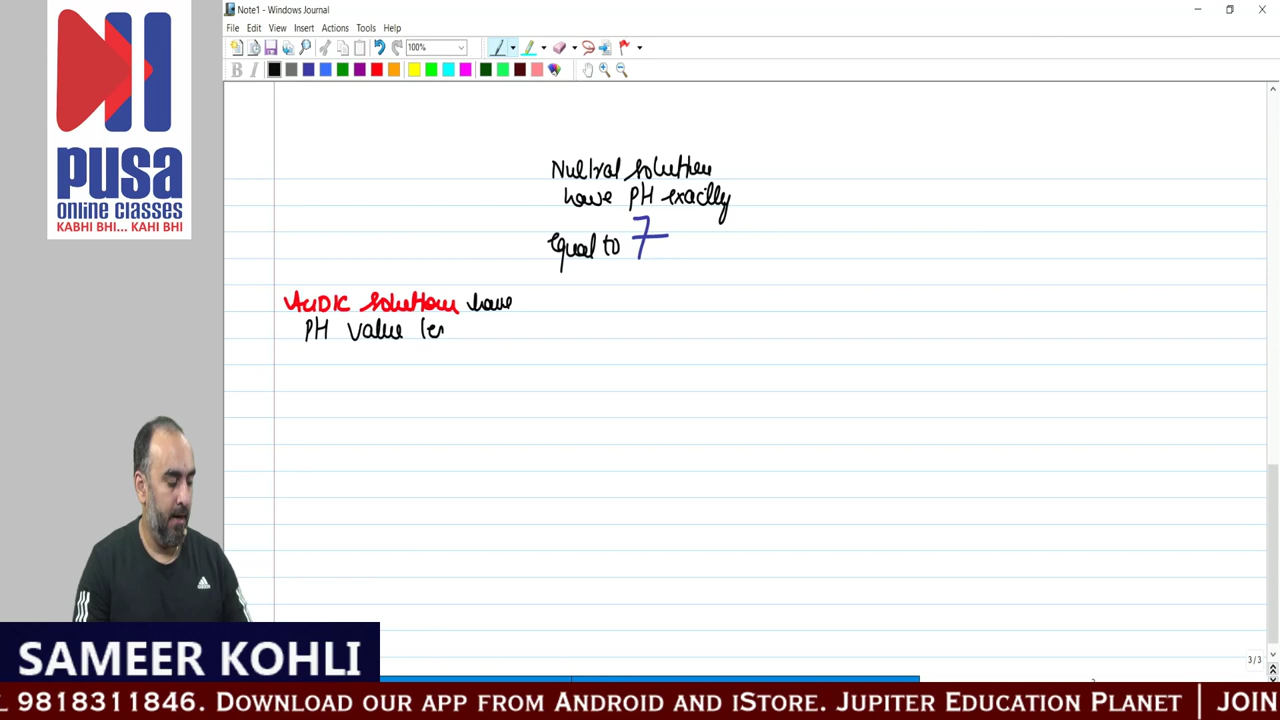 Note1 - Windows Journal
File Edit View Insert Actions Tools Help
100%
B I
PUSA
ONLINE CLASSES
KABHI BHI... KAHI BHI
Nutral solution
have PH exactly
equal to 7
AciDIC solutions have
PH value les
3/3
SAMEER KOHLI
9818311846. Download our app from Android and iStore. Jupiter Education Planet | JOIN